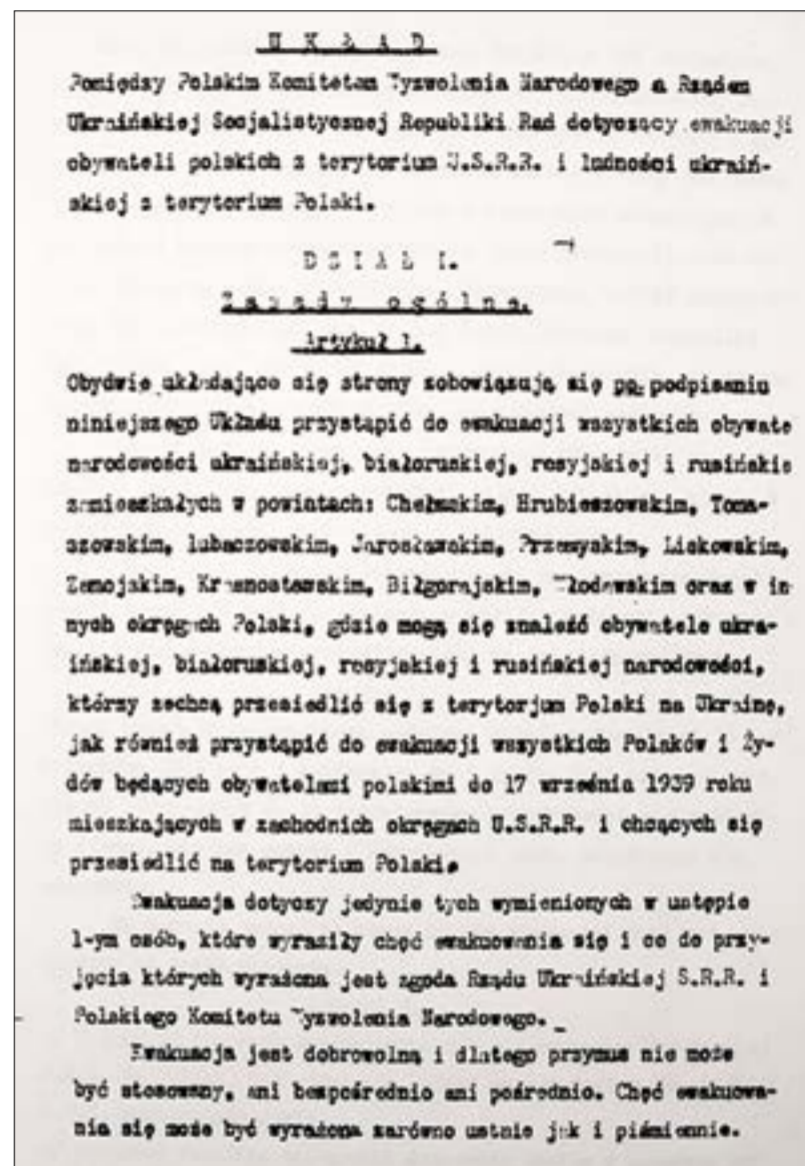 UKŁAD
Pomiędzy Polskim Komitetem Wyzwolenia Narodowego a Rządem
Ukraińskiej Socjalistycznej Republiki Rad dotyczący ewakuacji
obywateli polskich z terytorium U.S.R.R. i ludności ukraiń-
skiej z terytorium Polski.
DZIAŁ I.
Zasady ogólne.
Artykuł 1.
Obydwie układające się strony zobowiązują się po podpisaniu
niniejszego Układu przystąpić do ewakuacji wszystkich obywate
narodowości ukraińskiej, białoruskiej, rosyjskiej i rusińskie
zamieszkałych w powiatach: Chełmskim, Hrubieszowskim, Toma-
szowskim, lubaczowskim, Jarosławskim, Przemyskim, Liskowskim,
Zamojskim, Krasnostawskim, Biłgorajskim, Włodawskim oraz w in
nych okręgach Polski, gdzie mogą się znaleźć obywatele ukra-
ińskiej, białoruskiej, rosyjskiej i rusińskiej narodowości,
którzy zechcą przesiedlić się z terytorjum Polski na Ukrainę,
jak również przystąpić do ewakuacji wszystkich Polaków i Ży-
dów będących obywatelami polskimi do 17 września 1939 roku
mieszkających w zachodnich okręgach U.S.R.R. i chcących się
przesiedlić na terytorium Polski.
Ewakuacja dotyczy jedynie tych wymienionych w ustępie
1-ym osób, które wyraziły chęć ewakuowania się i co do przy-
jęcia których wyrażona jest zgoda Rządu Ukraińskiej S.R.R. i
Polskiego Komitetu Wyzwolenia Narodowego.
Ewakuacja jest dobrowolną i dlatego przymus nie może
być stosowany, ani bezpośrednio ani pośrednio. Chęć ewakuowa-
nia się może być wyrażona zarówno ustnie jak i piśmiennie.